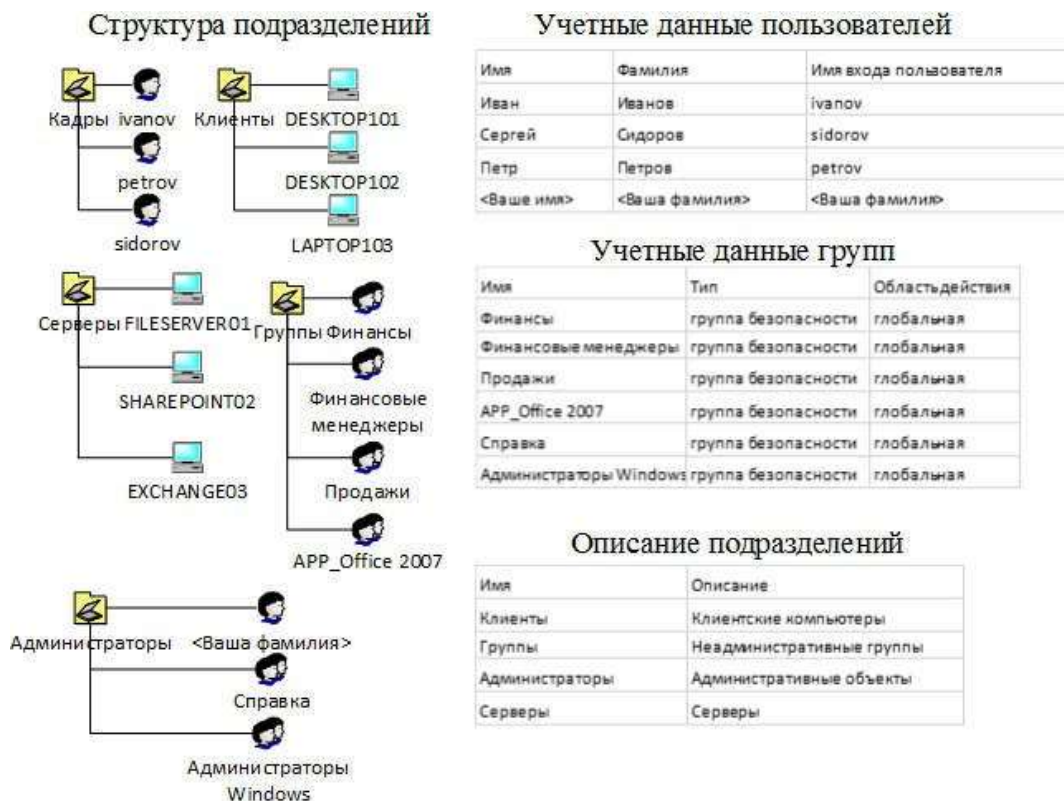 Структура подразделений
Кадры ivanov
petrov
sidorov
Клиенты DESKTOP101
DESKTOP102
LAPTOP103
Серверы FILESERVER01
SHAREPOINT02
EXCHANGE03
Группы Финансы
Финансовые
менеджеры
Продажи
APP_Office 2007
Администраторы <Ваша фамилия>
Справка
Администраторы
Windows
Учетные данные пользователей
Имя Фамилия Имя входа пользователя
Иван Иванов ivanov
Сергей Сидоров sidorov
Петр Петров petrov
<Ваше имя> <Ваша фамилия> <Ваша фамилия>
Учетные данные групп
Имя Тип Область действия
Финансы группа безопасности глобальная
Финансовые менеджеры группа безопасности глобальная
Продажи группа безопасности глобальная
APP_Office 2007 группа безопасности глобальная
Справка группа безопасности глобальная
Администраторы Windows группа безопасности глобальная
Описание подразделений
Имя Описание
Клиенты Клиентские компьютеры
Группы Неадминистративные группы
Администраторы Административные объекты
Серверы Серверы